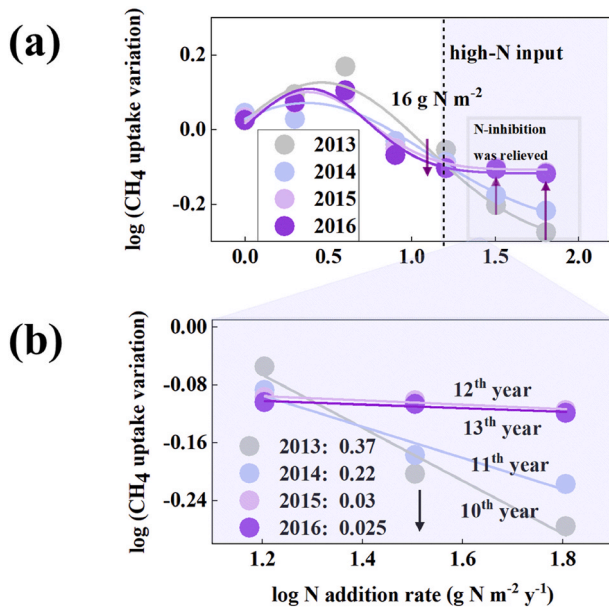 (a)
log (CH4 uptake variation)
0.2
0.0
-0.2
high-N input
16 g N m-2
N-inhibition
was relieved
2013
2014
2015
2016
0.0 0.5 1.0 1.5 2.0
(b)
log (CH4 uptake variation)
0.00
-0.08
-0.16
-0.24
12th year
13th year
11th year
10th year
2013: 0.37
2014: 0.22
2015: 0.03
2016: 0.025
1.2 1.4 1.6 1.8
log N addition rate (g N m-2 y-1)